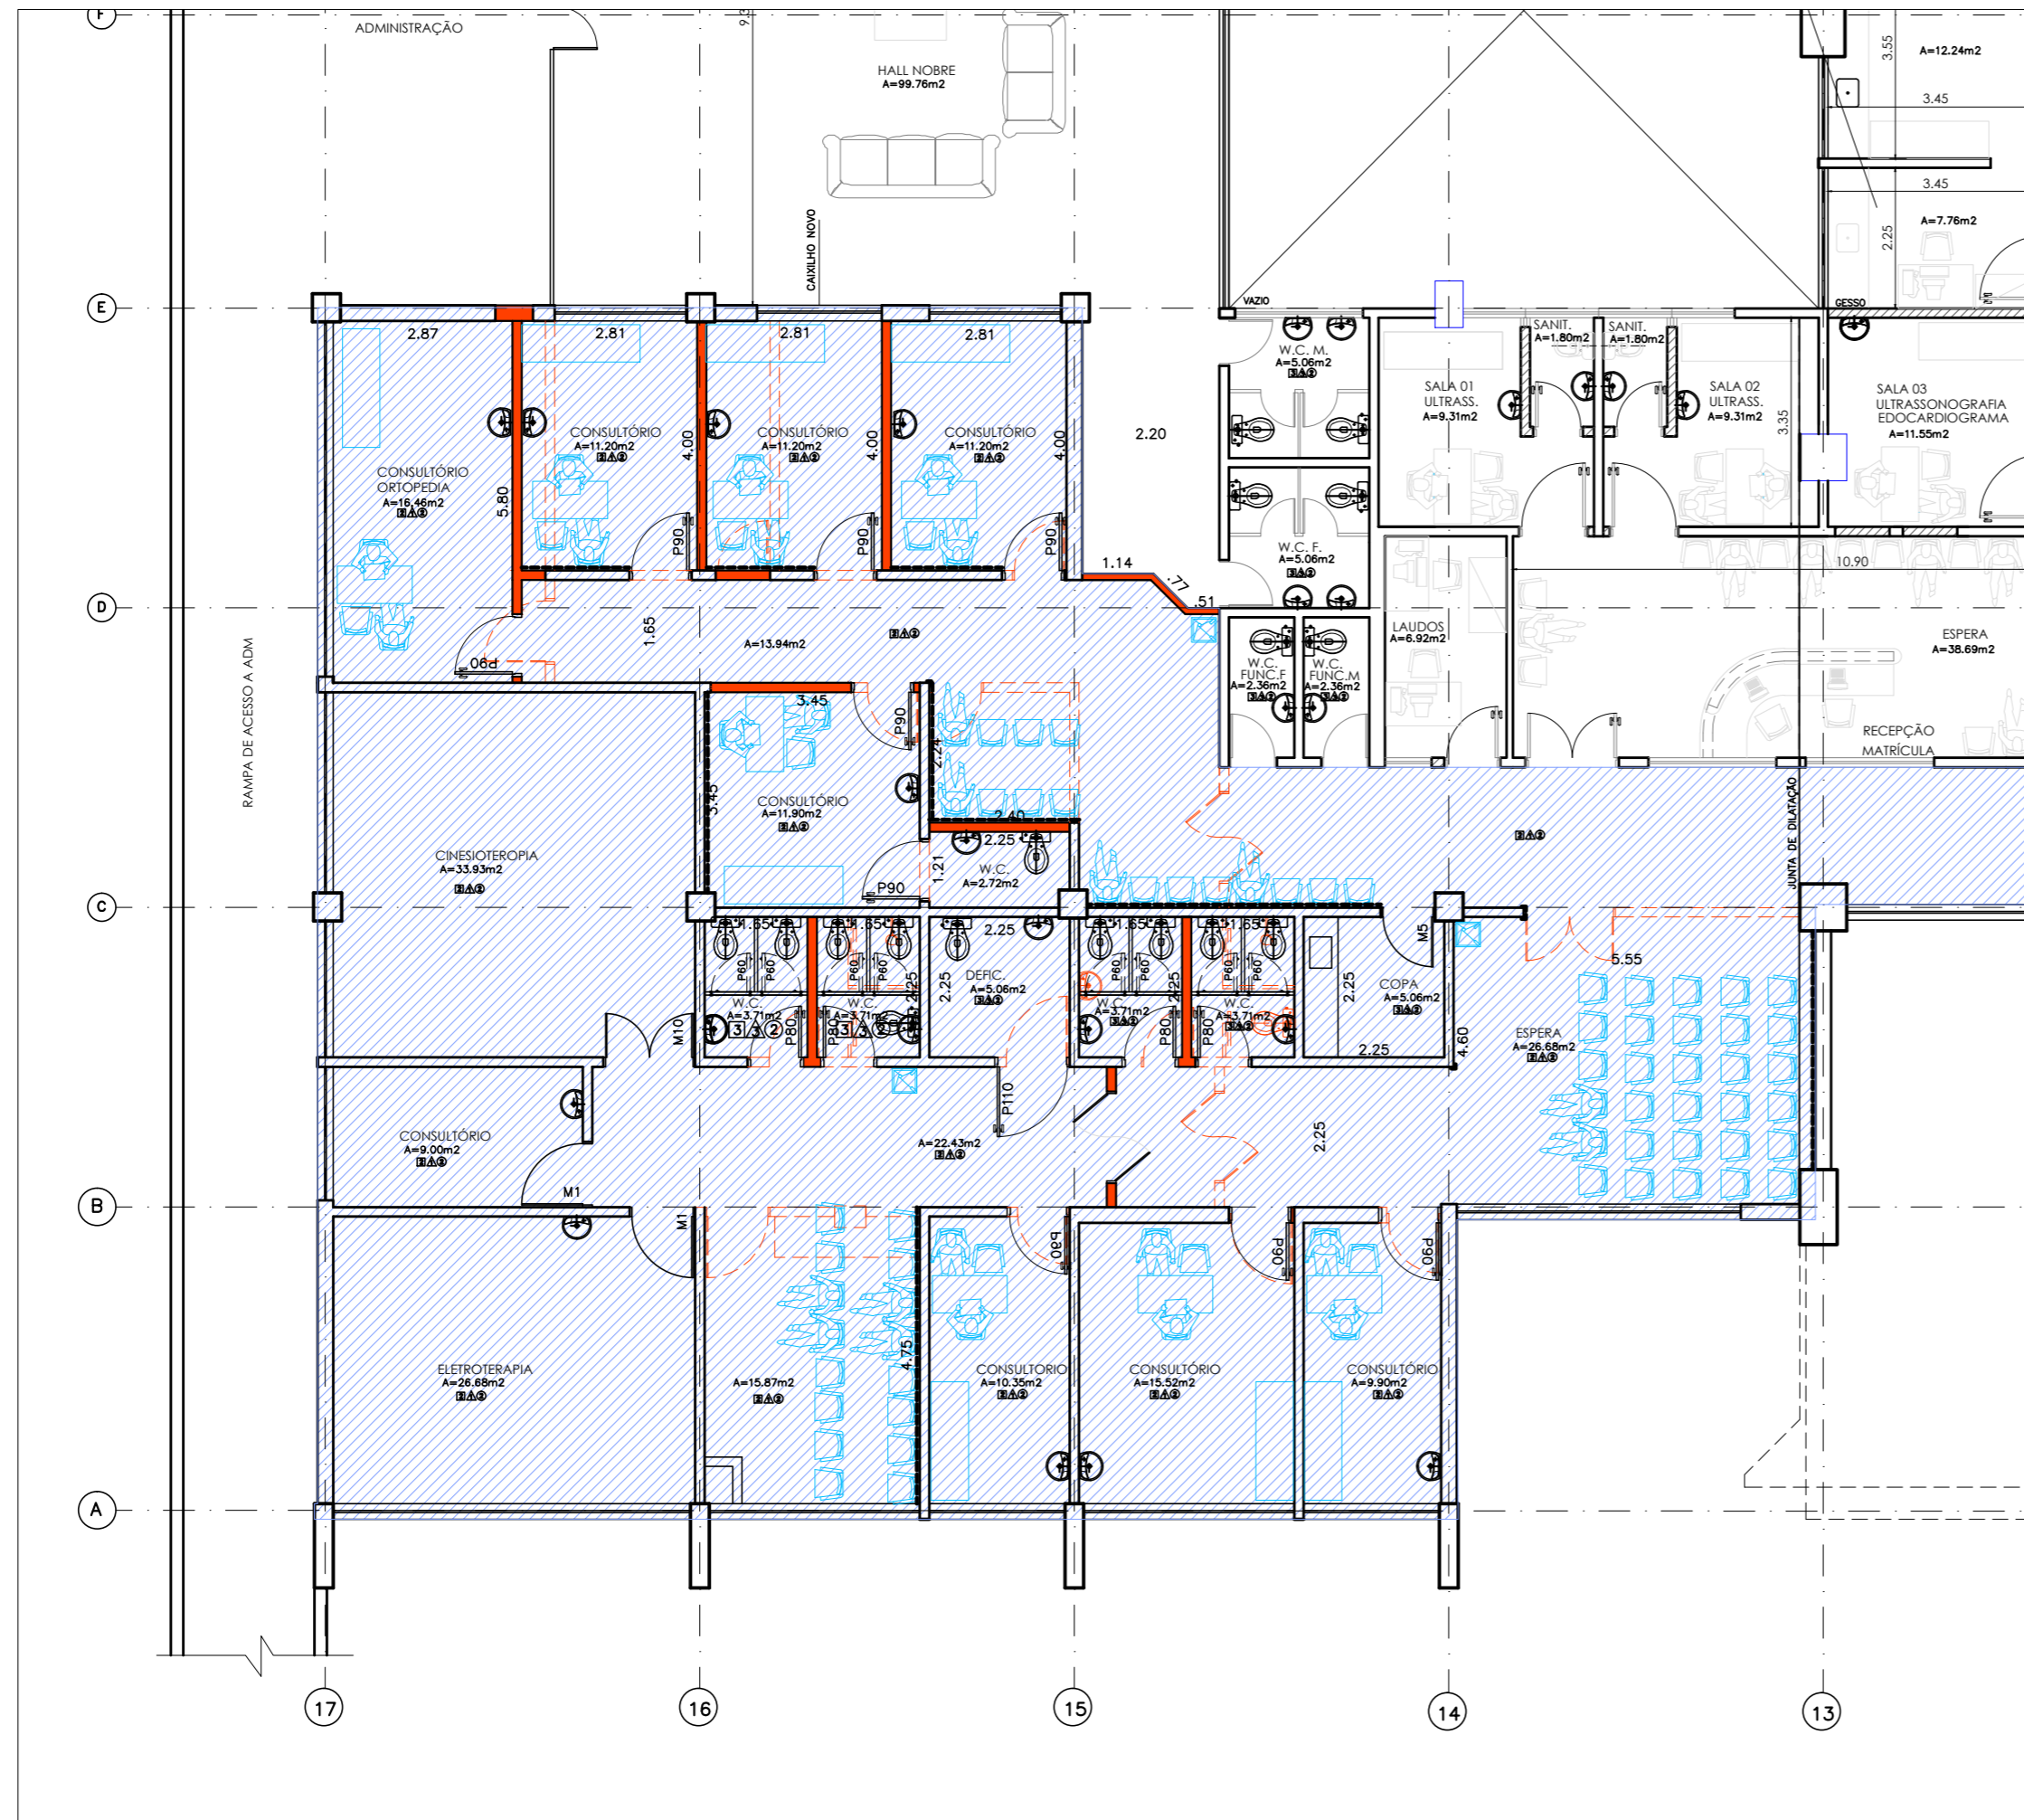 F
ADMINISTRAÇÃO
HALL NOBRE
A=99.76m2
3.55
A=12.24m2
3.45
3.45
A=7.76m2
2.25
CAIXILHO NOVO
E
VAZIO
GESSO
2.87
2.81
2.81
2.81
W.C. M.
A=5.06m2
SANIT.
A=1.80m2
SANIT.
A=1.80m2
SALA 01
ULTRASS.
A=9.31m2
SALA 02
ULTRASS.
A=9.31m2
3.35
SALA 03
ULTRASSONOGRAFIA
EDOCARDIOGRAMA
A=11.55m2
CONSULTÓRIO
A=11.20m2
4.00
CONSULTÓRIO
A=11.20m2
4.00
CONSULTÓRIO
A=11.20m2
4.00
2.20
CONSULTÓRIO
ORTOPEDIA
A=16,46m2
5.80
P90
P90
P90
W.C. F.
A=5.06m2
1.14
.77
.51
10.90
D
RAMPA DE ACESSO A ADM
1.65
A=13.94m2
P90
LAUDOS
A=6.92m2
ESPERA
A=38.69m2
W.C.
FUNC.F
A=2.36m2
W.C.
FUNC.M
A=2.36m2
3.45
P90
2.24
RECEPÇÃO
MATRÍCULA
3.45
CONSULTÓRIO
A=11.90m2
2.40
2.25
JUNTA DE DILATAÇÃO
CINESIOTEROPIA
A=33.93m2
1.21
W.C.
A=2.72m2
P90
C
1.65
1.65
2.25
1.65
1.65
M5
5.55
P60
P60
P60
P60
P60
P60
P60
P60
2.25
2.25
DEFIC.
A=5.06m2
2.25
2.25
COPA
A=5.06m2
W.C.
A=3.71m2
3 3 2
W.C.
A=3.71m2
3 3 2
W.C.
A=3.71m2
W.C.
A=3.71m2
M10
P80
P80
P80
P80
2.25
4.60
ESPERA
A=26.68m2
P110
CONSULTÓRIO
A=9.00m2
A=22.43m2
2.25
M1
B
M1
P90
P90
P90
4.75
ELETROTERAPIA
A=26.68m2
A=15.87m2
CONSULTORIO
A=10.35m2
CONSULTÓRIO
A=15.52m2
CONSULTÓRIO
A=9.90m2
A
17
16
15
14
13